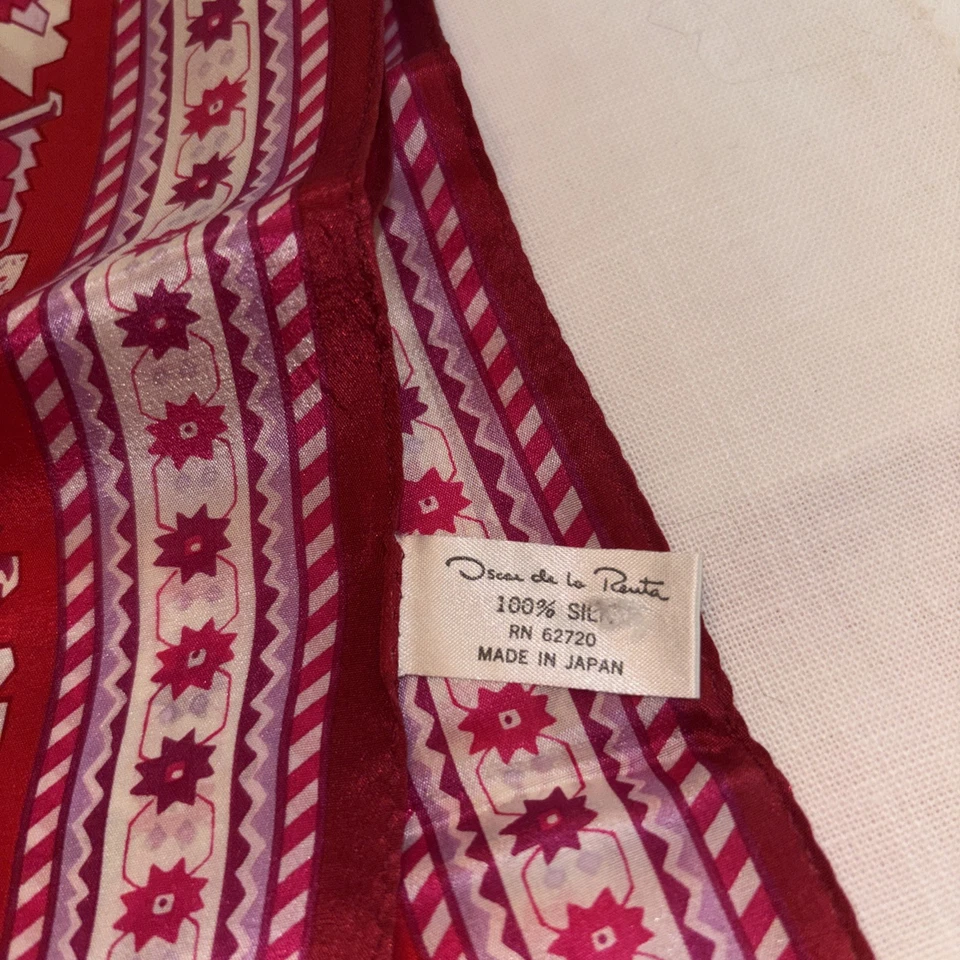 Oscar de la Renta
100% SILK
RN 62720
MADE IN JAPAN